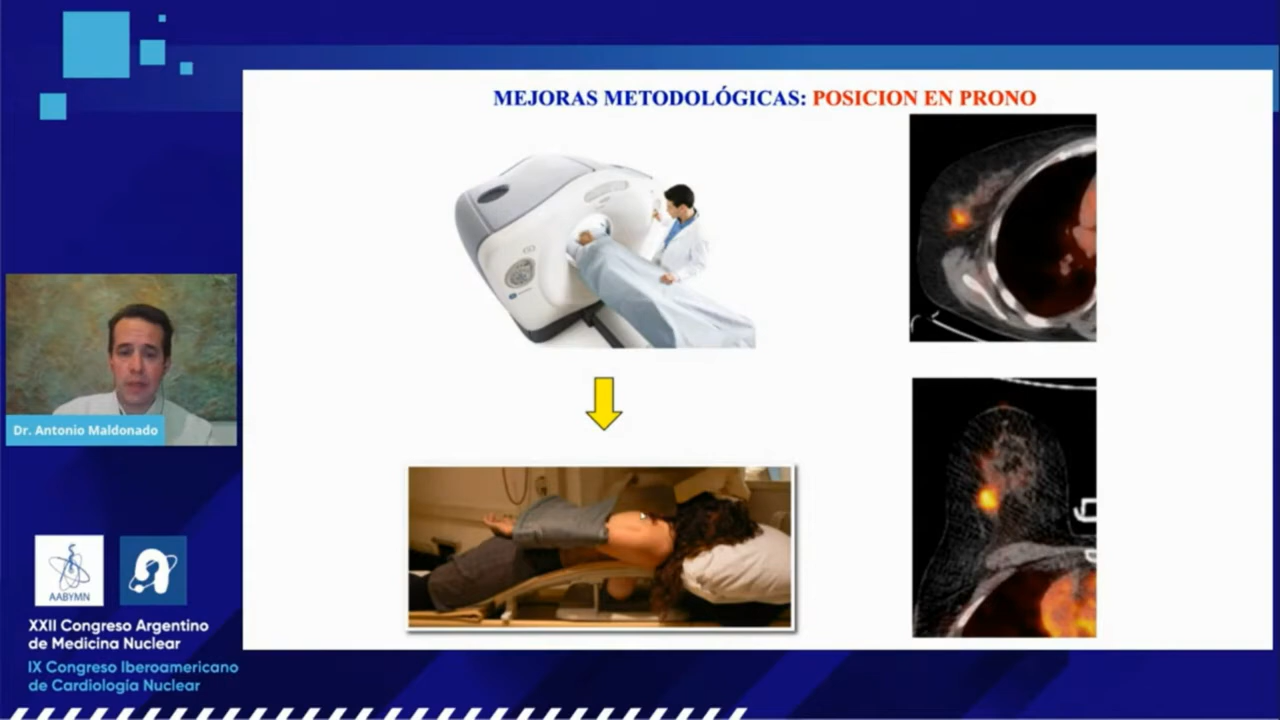 MEJORAS METODOLÓGICAS: POSICION EN PRONO
Dr. Antonio Maldonado
AABYMN
XXII Congreso Argentino
de Medicina Nuclear
IX Congreso Iberoamericano
de Cardiología Nuclear